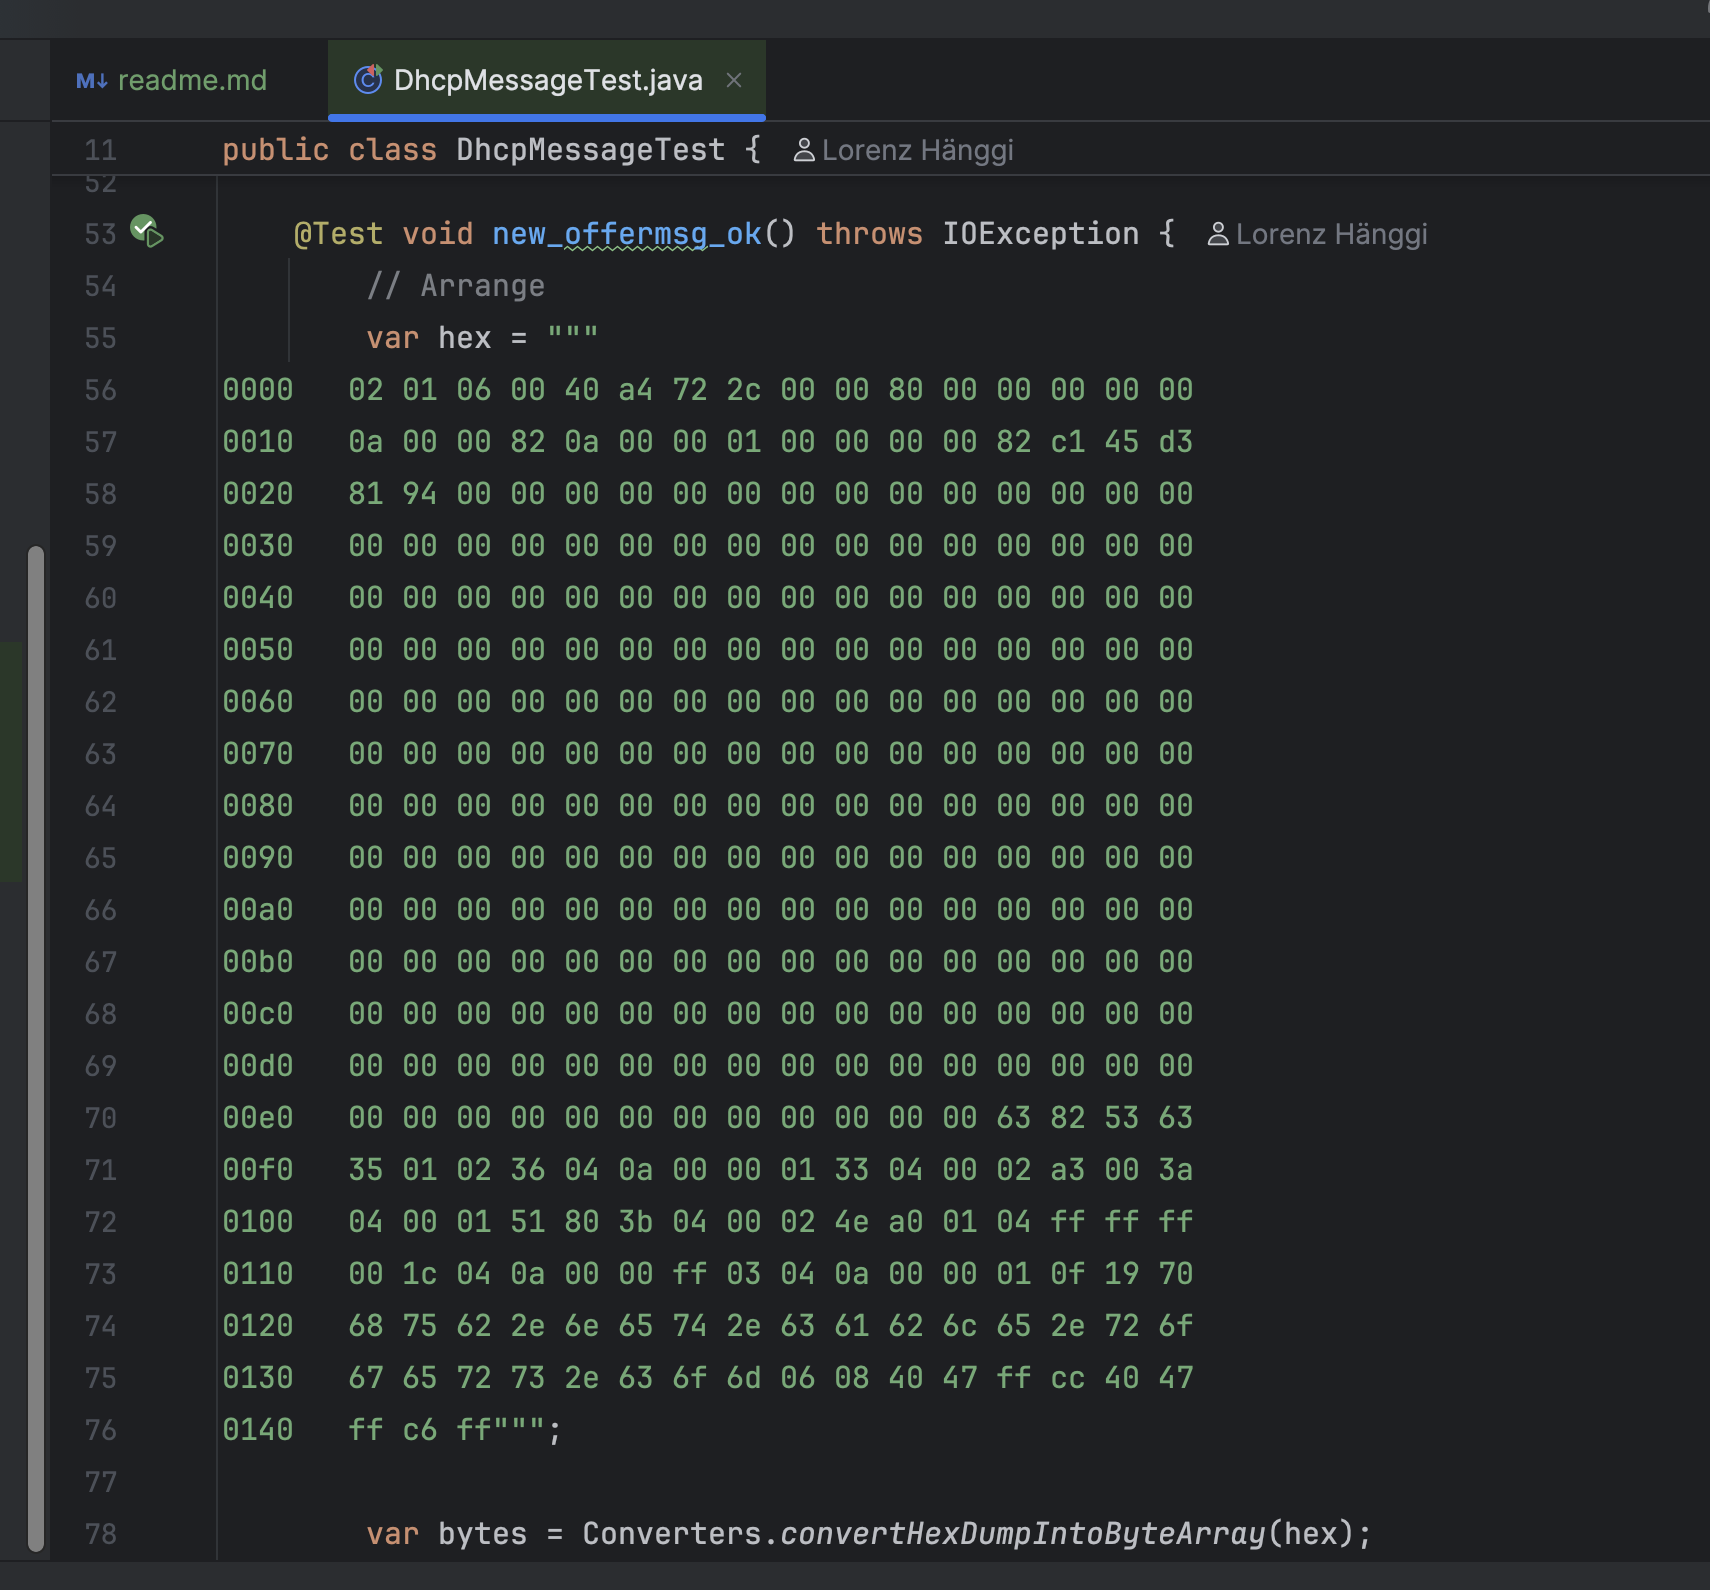 M↓ readme.md
DhcpMessageTest.java
11 public class DhcpMessageTest { Lorenz Hänggi
52
53 @Test void new_offermsg_ok() throws IOException { Lorenz Hänggi
54 // Arrange
55 var hex = """
56 0000 02 01 06 00 40 a4 72 2c 00 00 80 00 00 00 00 00
57 0010 0a 00 00 82 0a 00 00 01 00 00 00 00 82 c1 45 d3
58 0020 81 94 00 00 00 00 00 00 00 00 00 00 00 00 00 00
59 0030 00 00 00 00 00 00 00 00 00 00 00 00 00 00 00 00
60 0040 00 00 00 00 00 00 00 00 00 00 00 00 00 00 00 00
61 0050 00 00 00 00 00 00 00 00 00 00 00 00 00 00 00 00
62 0060 00 00 00 00 00 00 00 00 00 00 00 00 00 00 00 00
63 0070 00 00 00 00 00 00 00 00 00 00 00 00 00 00 00 00
64 0080 00 00 00 00 00 00 00 00 00 00 00 00 00 00 00 00
65 0090 00 00 00 00 00 00 00 00 00 00 00 00 00 00 00 00
66 00a0 00 00 00 00 00 00 00 00 00 00 00 00 00 00 00 00
67 00b0 00 00 00 00 00 00 00 00 00 00 00 00 00 00 00 00
68 00c0 00 00 00 00 00 00 00 00 00 00 00 00 00 00 00 00
69 00d0 00 00 00 00 00 00 00 00 00 00 00 00 00 00 00 00
70 00e0 00 00 00 00 00 00 00 00 00 00 00 00 63 82 53 63
71 00f0 35 01 02 36 04 0a 00 00 01 33 04 00 02 a3 00 3a
72 0100 04 00 01 51 80 3b 04 00 02 4e a0 01 04 ff ff ff
73 0110 00 1c 04 0a 00 00 ff 03 04 0a 00 00 01 0f 19 70
74 0120 68 75 62 2e 6e 65 74 2e 63 61 62 6c 65 2e 72 6f
75 0130 67 65 72 73 2e 63 6f 6d 06 08 40 47 ff cc 40 47
76 0140 ff c6 ff""";
77
78 var bytes = Converters.convertHexDumpIntoByteArray(hex);